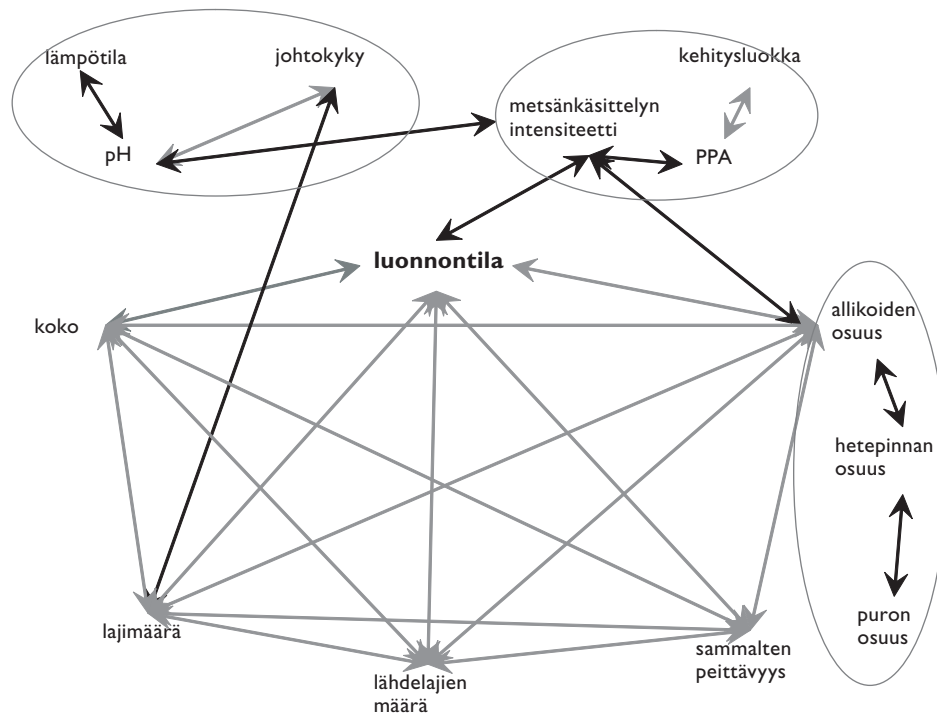 lämpötila
johtokyky
pH
kehitysluokka
metsänkäsittelyn
intensiteetti
PPA
luonnontila
koko
allikoiden
osuus
hetepinnan
osuus
puron
osuus
lajimäärä
lähdelajien
määrä
sammalten
peittävyys